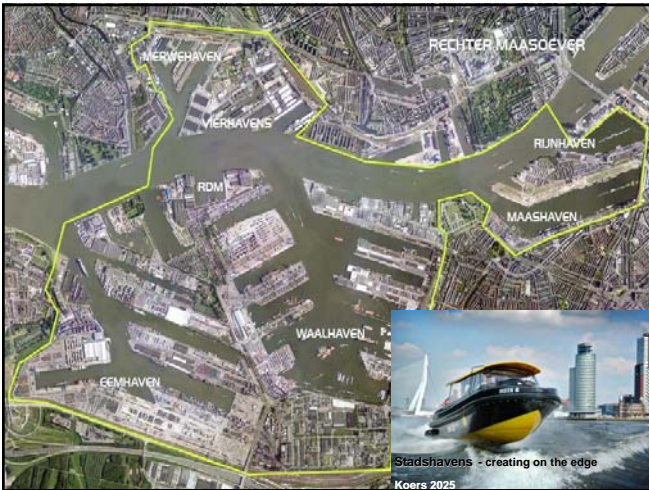 MERWEHAVEN
RECHTER MAASOEVER
VIERHAVENS
RIJNHAVEN
RDM
MAASHAVEN
WAALHAVEN
P
EEMHAVEN
Stadshavens - creating on the edge
Koers 2025